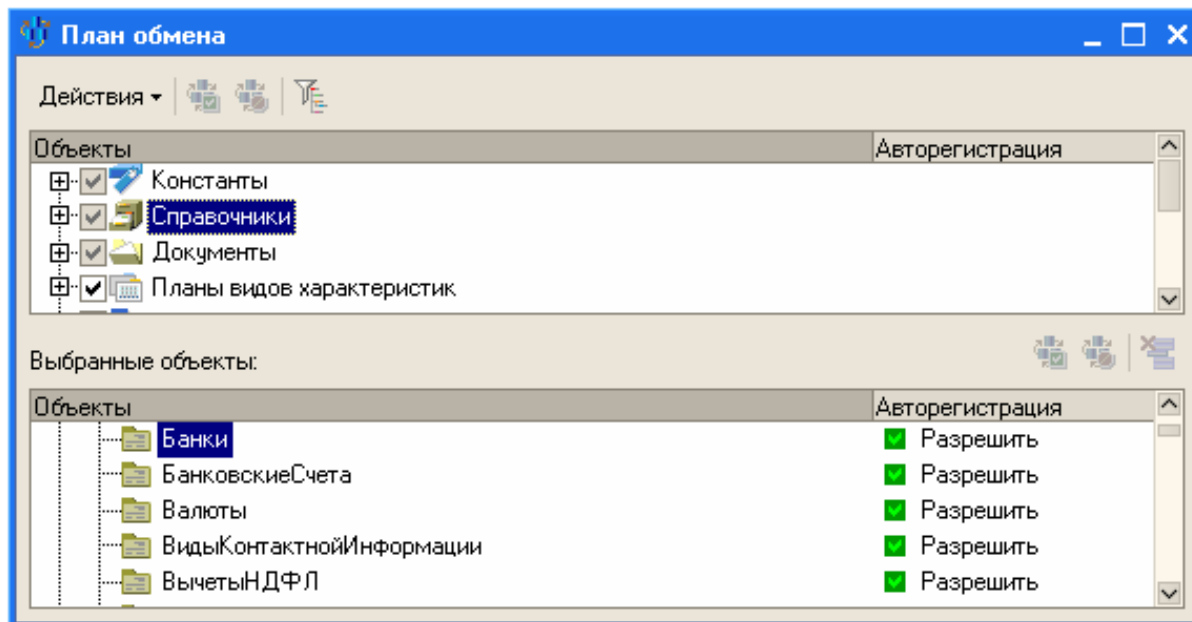 План обмена
Действия
Объекты Авторегистрация
Константы
Справочники
Документы
Планы видов характеристик
Выбранные объекты:
Объекты Авторегистрация
Банки Разрешить
БанковскиеСчета Разрешить
Валюты Разрешить
ВидыКонтактнойИнформации Разрешить
ВычетыНДФЛ Разрешить